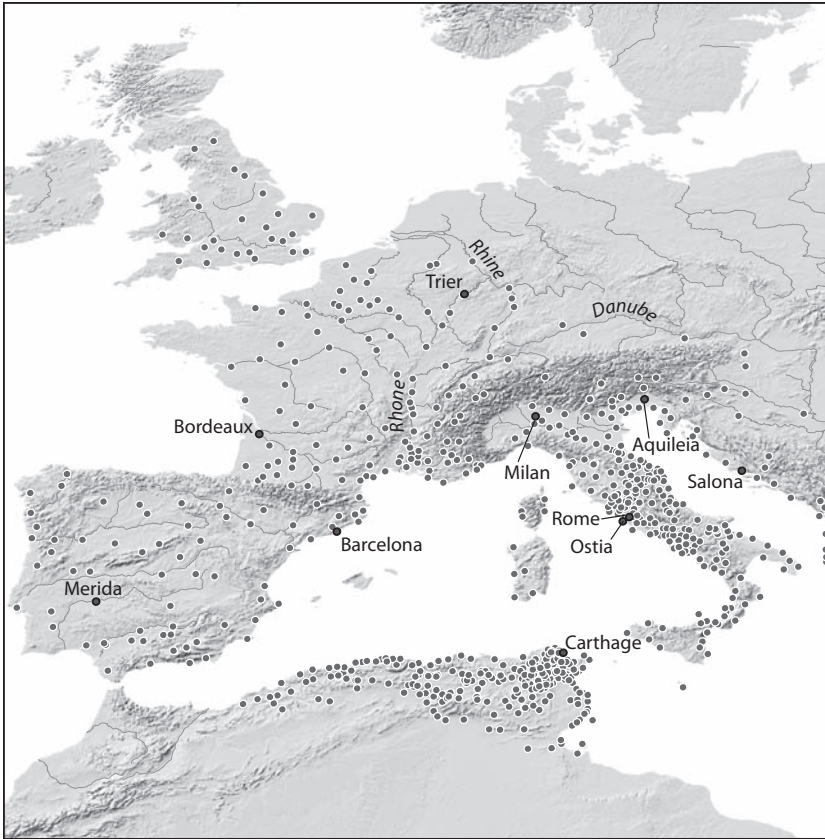 Rhine
Trier
Danube
Rhone
Bordeaux
Aquileia
Milan
Salona
Rome
Barcelona
Ostia
Merida
Carthage